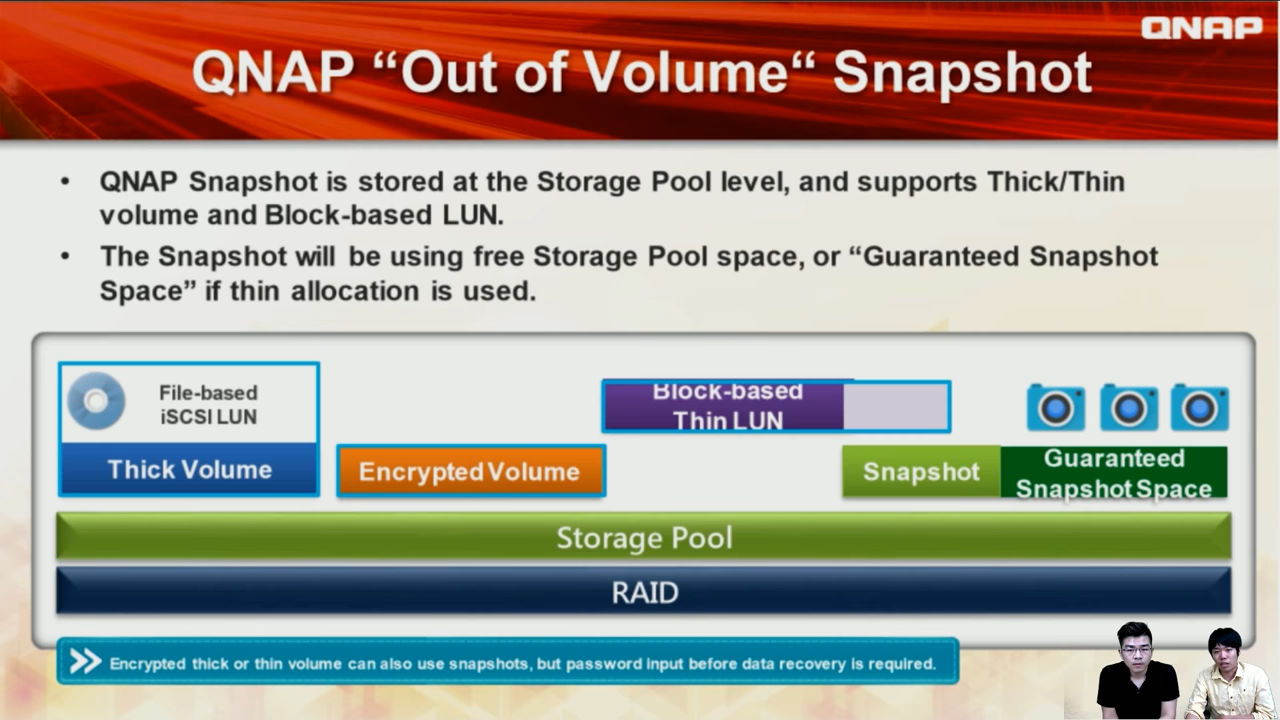 QNAP
QNAP “Out of Volume“ Snapshot
• QNAP Snapshot is stored at the Storage Pool level, and supports Thick/Thin
volume and Block-based LUN.
• The Snapshot will be using free Storage Pool space, or “Guaranteed Snapshot
Space” if thin allocation is used.
File-based
iSCSI LUN
Thick Volume
Encrypted Volume
Block-based
Thin LUN
Snapshot
Guaranteed
Snapshot Space
Storage Pool
RAID
Encrypted thick or thin volume can also use snapshots, but password input before data recovery is required.